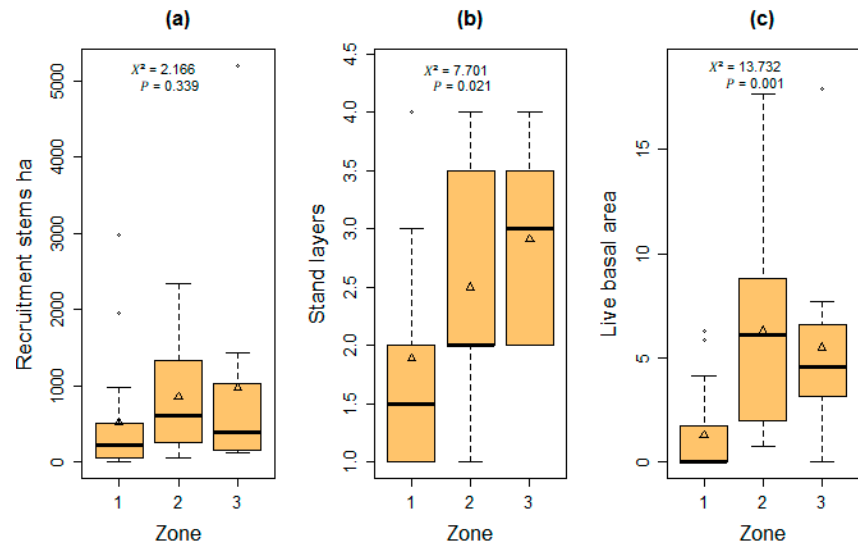 (a)
X² = 2.166
P = 0.339
Recruitment stems ha
0
1000
2000
3000
4000
5000
1
2
3
Zone
(b)
X² = 7.701
P = 0.021
Stand layers
1.0
1.5
2.0
2.5
3.0
3.5
4.0
4.5
1
2
3
Zone
(c)
X² = 13.732
P = 0.001
Live basal area
0
5
10
15
1
2
3
Zone